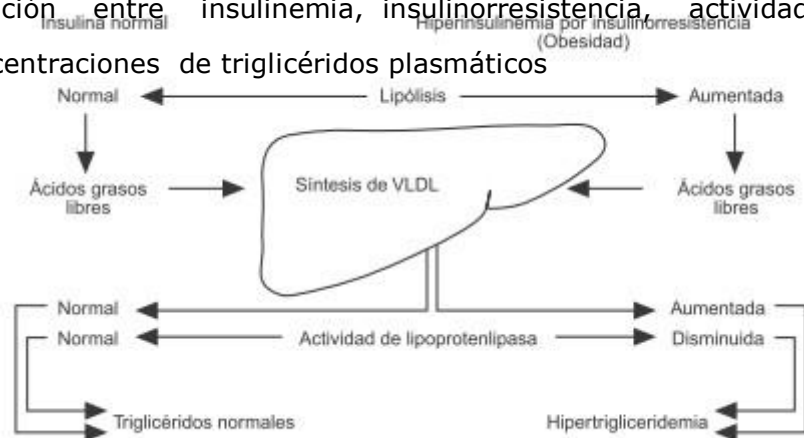 ción entre insulinemia, insulinorresistencia, actividad
Insulina normal Hiperinsulinemia por insulinorresistencia
(Obesidad)
centraciones de triglicéridos plasmáticos
Normal Lipólisis Aumentada
Ácidos grasos Síntesis de VLDL Ácidos grasos
libres libres
Normal Aumentada
Normal Actividad de lipoprotenlipasa Disminuida
Triglicéridos normales Hipertrigliceridemia